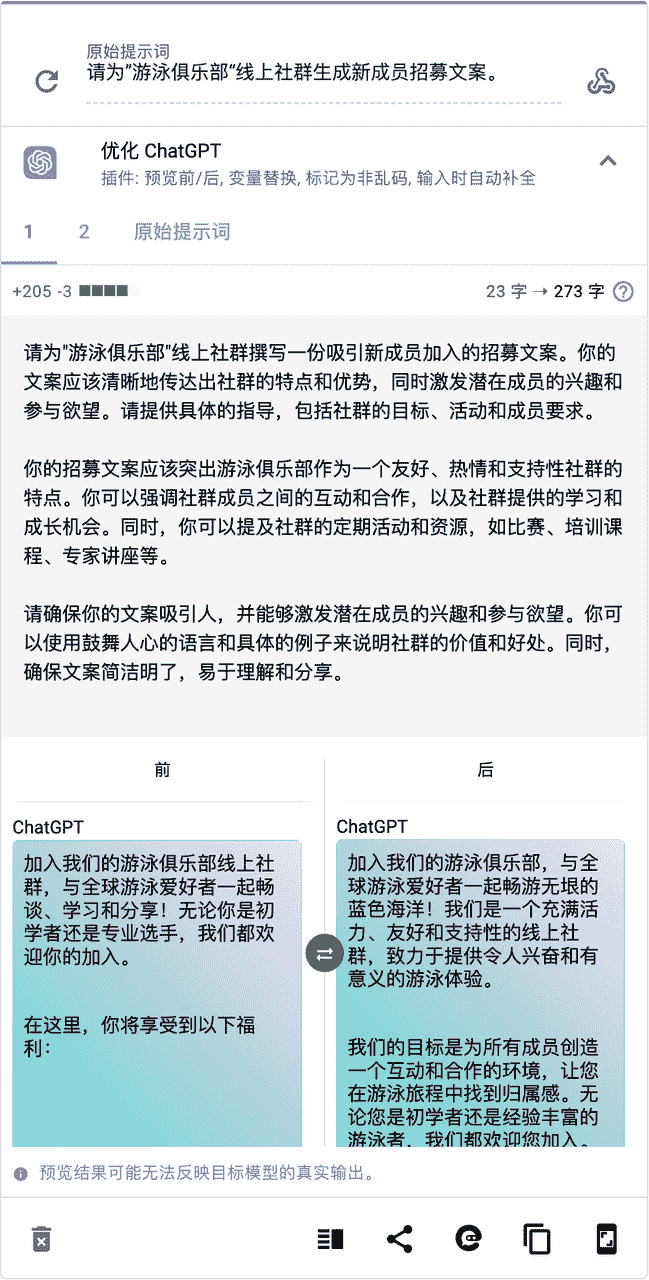 原始提示词
请为”游泳俱乐部“线上社群生成新成员招募文案。
优化 ChatGPT
插件: 预览前/后, 变量替换, 标记为非乱码, 输入时自动补全
1 2 原始提示词
+205 -3 23 字 → 273 字
请为"游泳俱乐部"线上社群撰写一份吸引新成员加入的招募文案。你的
文案应该清晰地传达出社群的特点和优势，同时激发潜在成员的兴趣和
参与欲望。请提供具体的指导，包括社群的目标、活动和成员要求。
你的招募文案应该突出游泳俱乐部作为一个友好、热情和支持性社群的
特点。你可以强调社群成员之间的互动和合作，以及社群提供的学习和
成长机会。同时，你可以提及社群的定期活动和资源，如比赛、培训课
程、专家讲座等。
请确保你的文案吸引人，并能够激发潜在成员的兴趣和参与欲望。你可
以使用鼓舞人心的语言和具体的例子来说明社群的价值和好处。同时，
确保文案简洁明了，易于理解和分享。
前
ChatGPT
加入我们的游泳俱乐部线上社
群，与全球游泳爱好者一起畅
谈、学习和分享！无论你是初
学者还是专业选手，我们都欢
迎你的加入。
在这里，你将享受到以下福
利：
后
ChatGPT
加入我们的游泳俱乐部，与全
球游泳爱好者一起畅游无垠的
蓝色海洋！我们是一个充满活
力、友好和支持性的线上社
群，致力于提供令人兴奋和有
意义的游泳体验。
我们的目标是为所有成员创造
一个互动和合作的环境，让您
在游泳旅程中找到归属感。无
论您是初学者还是经验丰富的
游泳者，我们都欢迎您加入。
预览结果可能无法反映目标模型的真实输出。